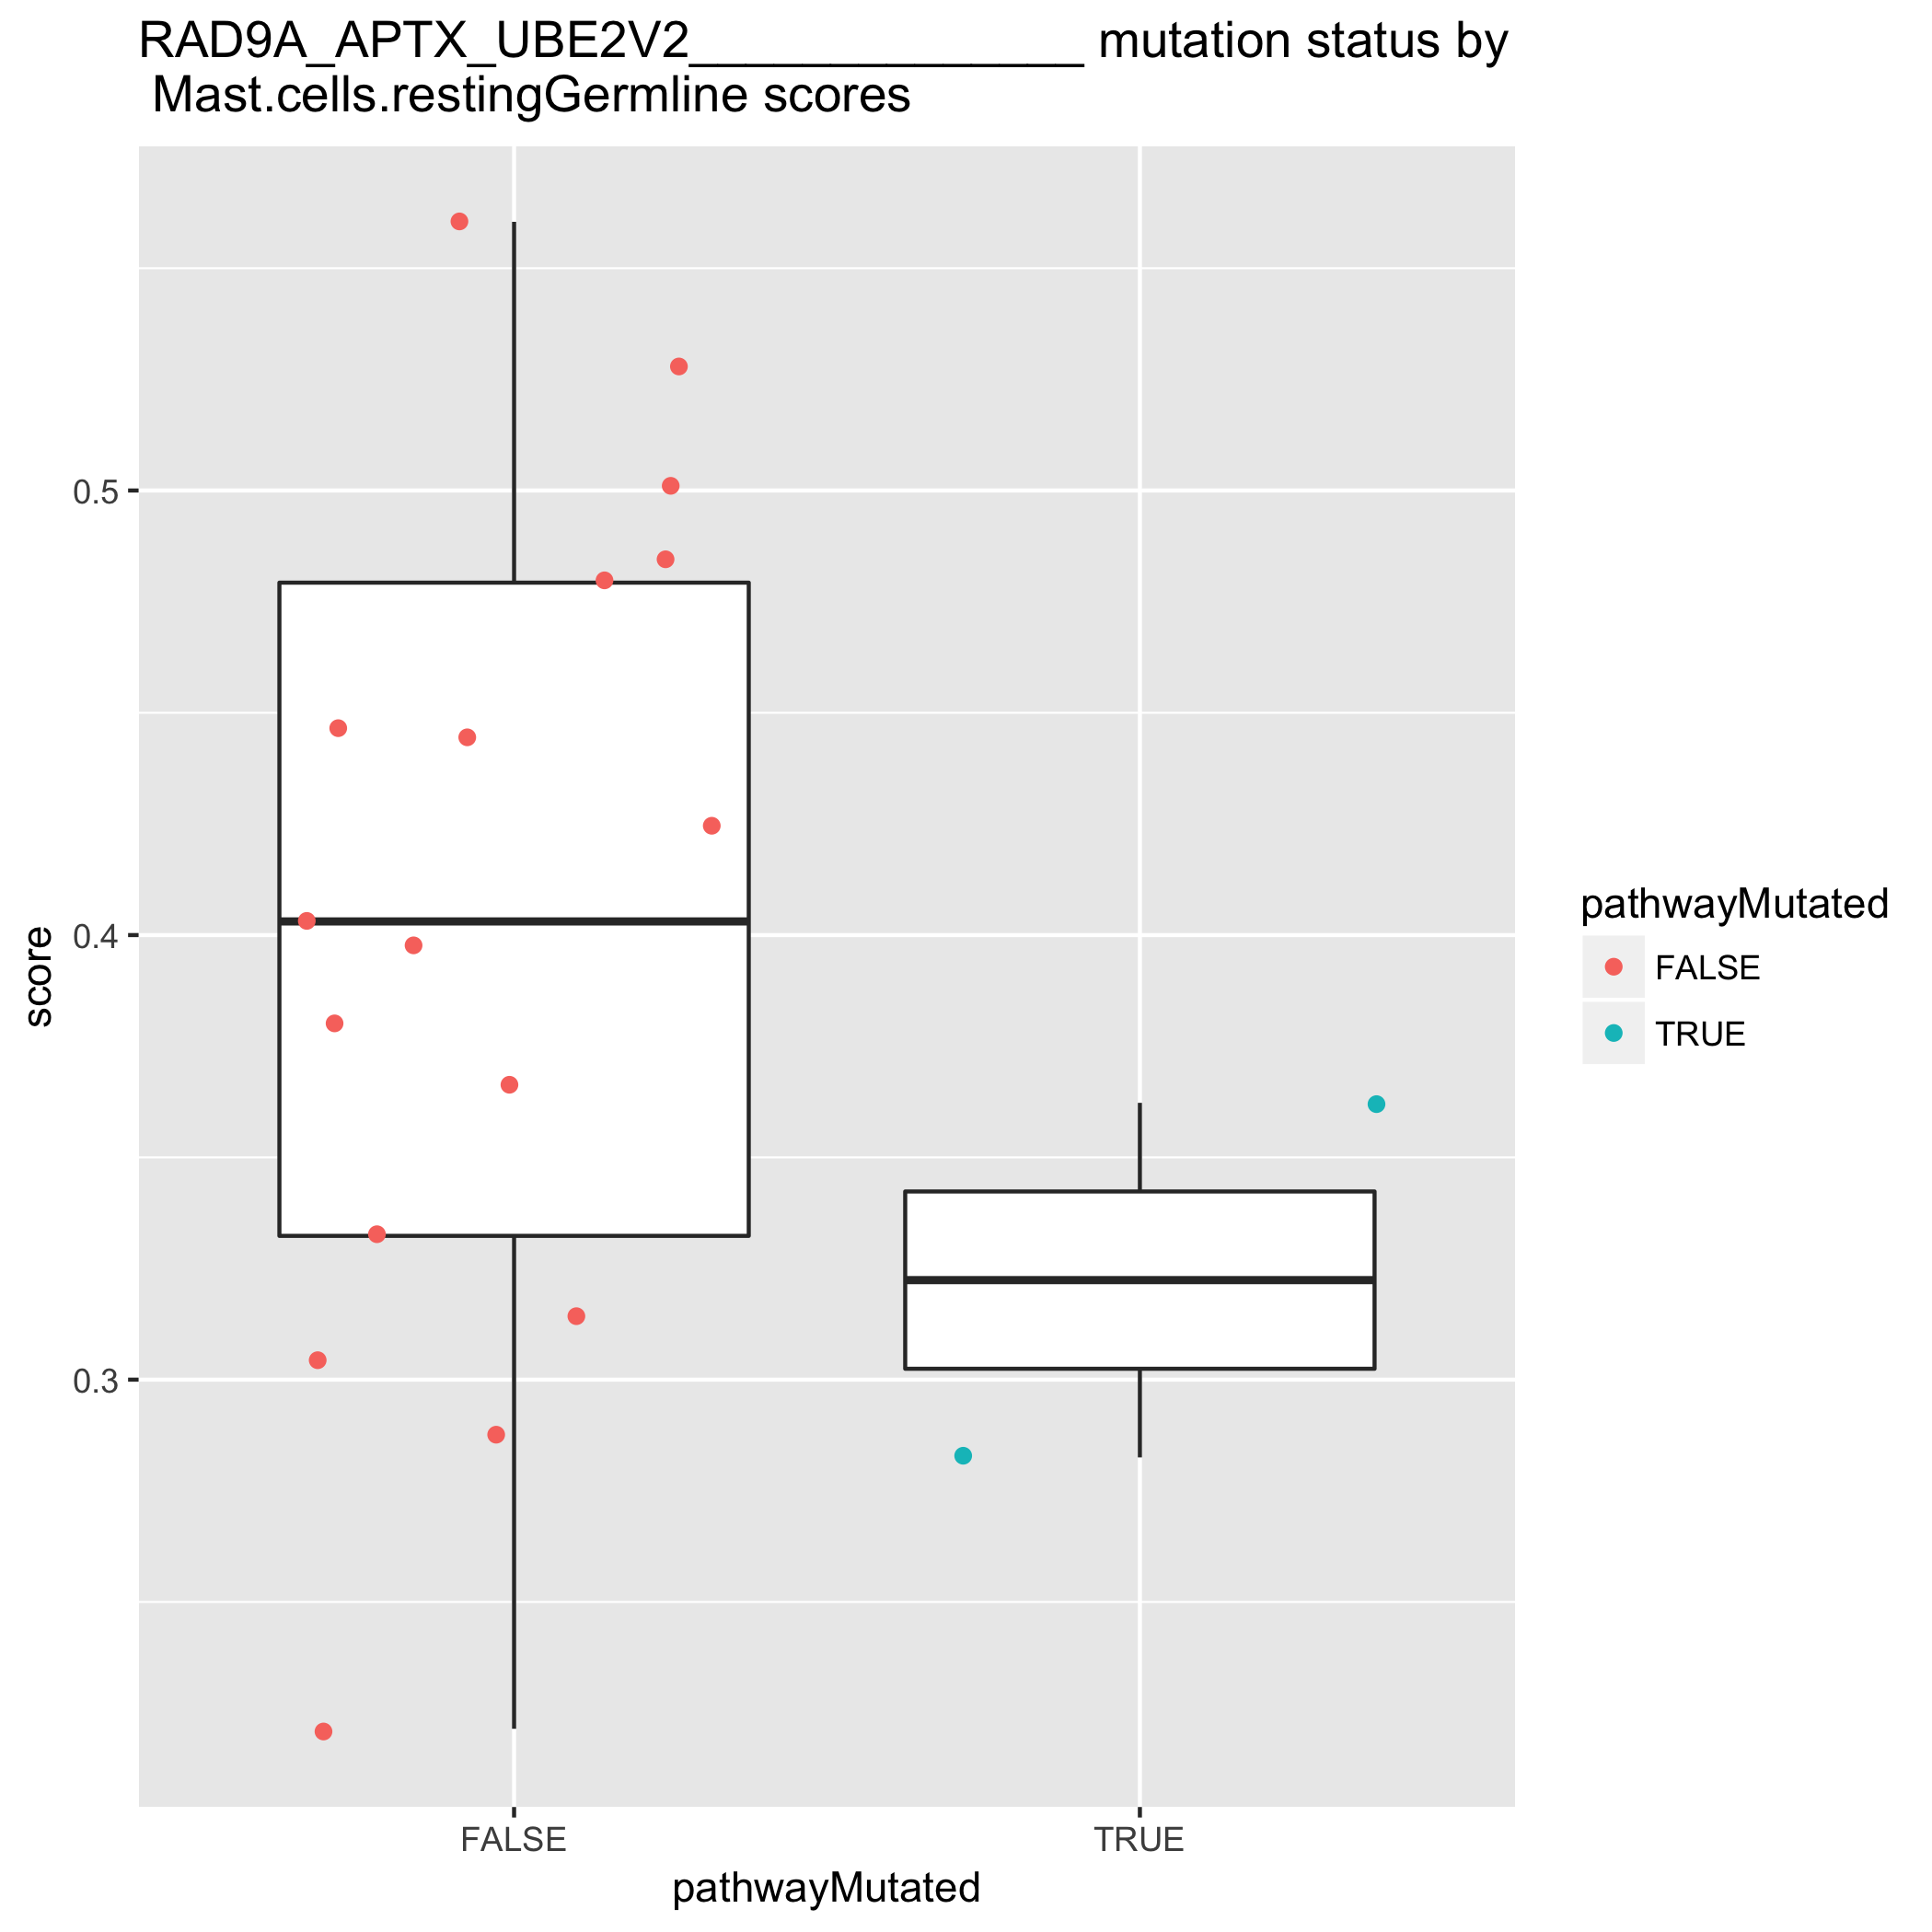 RAD9A_APTX_UBE2V2______________ mutation status by
Mast.cells.restingGermline scores
0.5
0.4
0.3
score
FALSE
TRUE
pathwayMutated
pathwayMutated
FALSE
TRUE